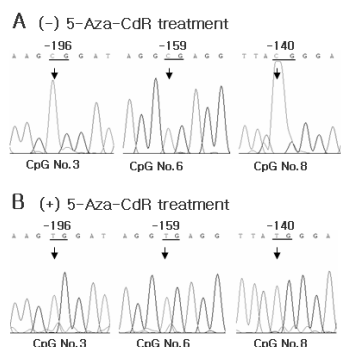 A (-) 5-Aza-CdR treatment
-196 -159 -140
A A G C G G A T A G G C G A G G T T A C G G G A
CpG No.3 CpG No.6 CpG No.8
B (+) 5-Aza-CdR treatment
-196 -159 -140
A A G T G G A T A G G T G A G G T T A T G G G A
CpG No.3 CpG No.6 CpG No.8